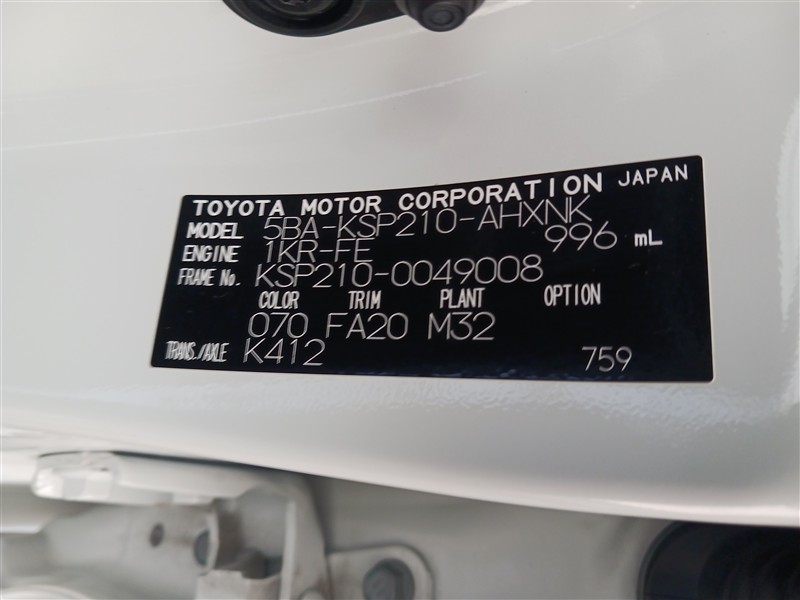 TOYOTA MOTOR CORPORATION JAPAN
MODEL 5BA-KSP210-AHXNK
ENGINE 1KR-FE 996 mL
FRAME No. KSP210-0049008
COLOR TRIM PLANT OPTION
070 FA20 M32
TRANS./AXLE K412 759